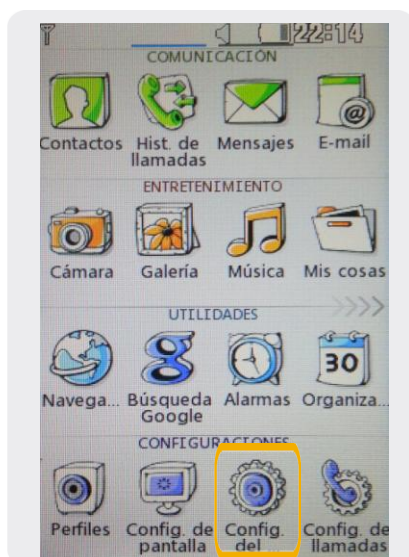 22:14
COMUNICACIÓN
Contactos Hist. de llamadas Mensajes E-mail
@
ENTRETENIMIENTO
Cámara Galería Música Mis cosas
UTILIDADES
30
Navega... Búsqueda Google Alarmas Organiza...
CONFIGURACIONES
Perfiles Config. de pantalla Config. del... Config. de llamadas